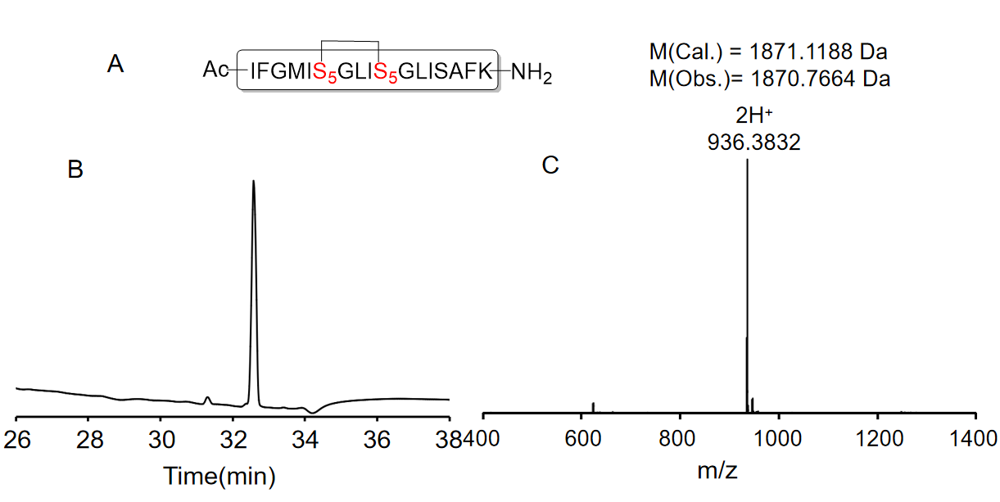 A
Ac IFGMIS5GLIS5GLISAFK NH2
M(Cal.) = 1871.1188 Da
M(Obs.)= 1870.7664 Da
2H+
936.3832
B
C
26 28 30 32 34 36 38
Time(min)
400 600 800 1000 1200 1400
m/z